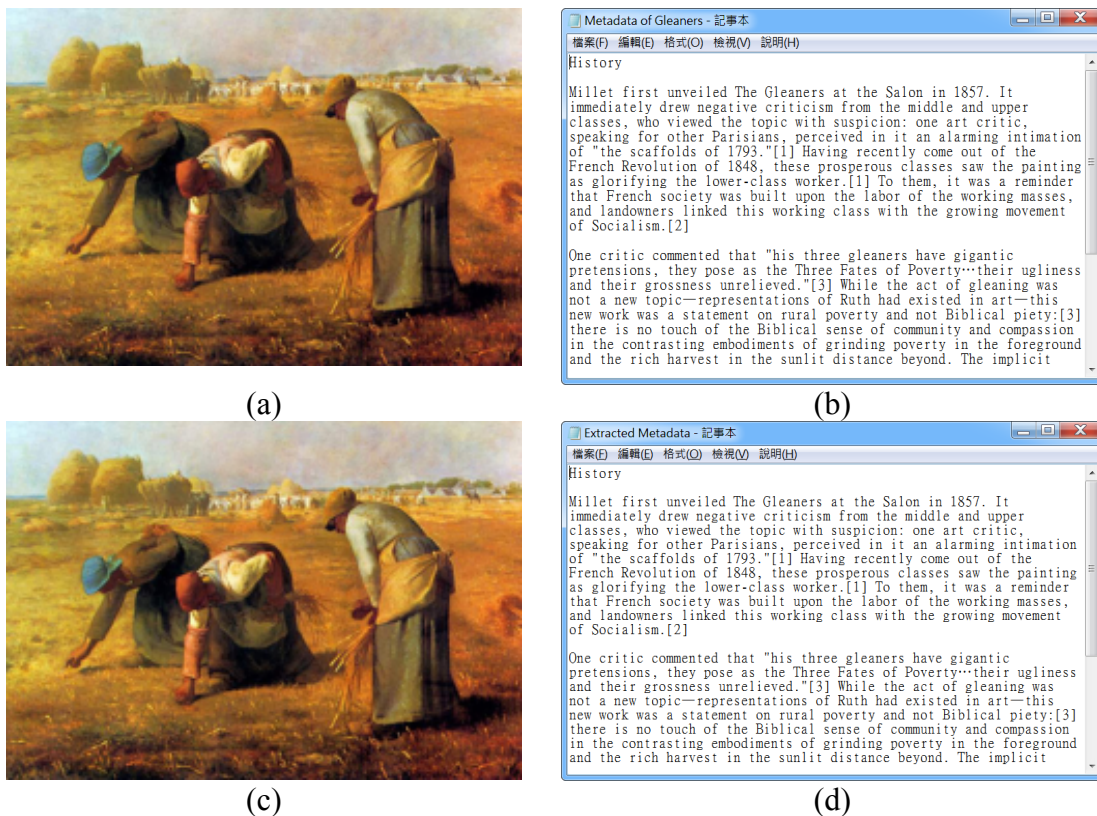 Metadata of Gleaners - 記事本
檔案(F) 編輯(E) 格式(O) 檢視(V) 說明(H)
History
Millet first unveiled The Gleaners at the Salon in 1857. It
immediately drew negative criticism from the middle and upper
classes, who viewed the topic with suspicion: one art critic,
speaking for other Parisians, perceived in it an alarming intimation
of "the scaffolds of 1793."[1] Having recently come out of the
French Revolution of 1848, these prosperous classes saw the painting
as glorifying the lower-class worker.[1] To them, it was a reminder
that French society was built upon the labor of the working masses,
and landowners linked this working class with the growing movement
of Socialism.[2]
One critic commented that "his three gleaners have gigantic
pretensions, they pose as the Three Fates of Poverty…their ugliness
and their grossness unrelieved."[3] While the act of gleaning was
not a new topic—representations of Ruth had existed in art—this
new work was a statement on rural poverty and not Biblical piety:[3]
there is no touch of the Biblical sense of community and compassion
in the contrasting embodiments of grinding poverty in the foreground
and the rich harvest in the sunlit distance beyond. The implicit
(a)
(b)
Extracted Metadata - 記事本
檔案(F) 編輯(E) 格式(O) 檢視(V) 說明(H)
History
Millet first unveiled The Gleaners at the Salon in 1857. It
immediately drew negative criticism from the middle and upper
classes, who viewed the topic with suspicion: one art critic,
speaking for other Parisians, perceived in it an alarming intimation
of "the scaffolds of 1793."[1] Having recently come out of the
French Revolution of 1848, these prosperous classes saw the painting
as glorifying the lower-class worker.[1] To them, it was a reminder
that French society was built upon the labor of the working masses,
and landowners linked this working class with the growing movement
of Socialism.[2]
One critic commented that "his three gleaners have gigantic
pretensions, they pose as the Three Fates of Poverty…their ugliness
and their grossness unrelieved."[3] While the act of gleaning was
not a new topic—representations of Ruth had existed in art—this
new work was a statement on rural poverty and not Biblical piety:[3]
there is no touch of the Biblical sense of community and compassion
in the contrasting embodiments of grinding poverty in the foreground
and the rich harvest in the sunlit distance beyond. The implicit
(c)
(d)